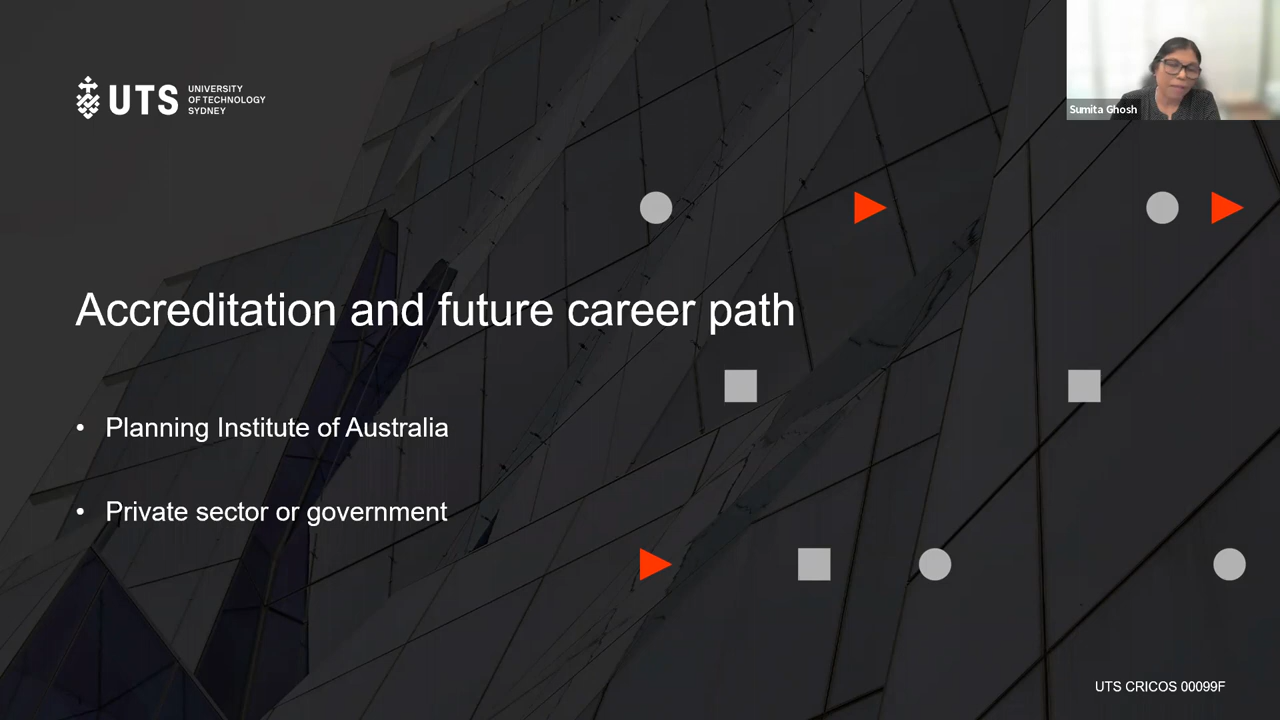 UTS UNIVERSITY
OF TECHNOLOGY
SYDNEY
Sumita Ghosh
Accreditation and future career path
• Planning Institute of Australia
• Private sector or government
UTS CRICOS 00099F